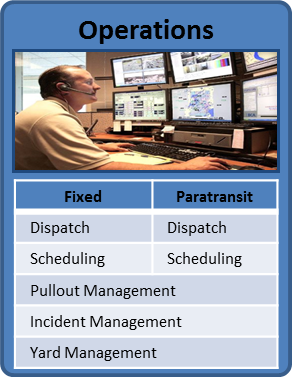 Operations
Fixed Paratransit
Dispatch Dispatch
Scheduling Scheduling
Pullout Management
Incident Management
Yard Management